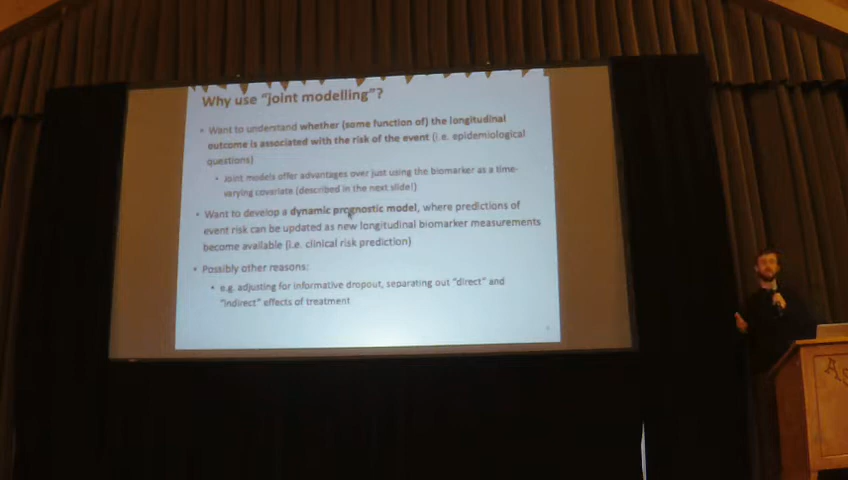 Why use "joint modelling"?
• Want to understand whether (some function of) the longitudinal
outcome is associated with the risk of the event (i.e. epidemiological
questions)
• Joint models offer advantages over just using the biomarker as a time-
varying covariate (described in the next slide!)
• Want to develop a dynamic prognostic model, where predictions of
event risk can be updated as new longitudinal biomarker measurements
become available (i.e. clinical risk prediction)
• Possibly other reasons:
• e.g. adjusting for informative dropout, separating out "direct" and
"indirect" effects of treatment